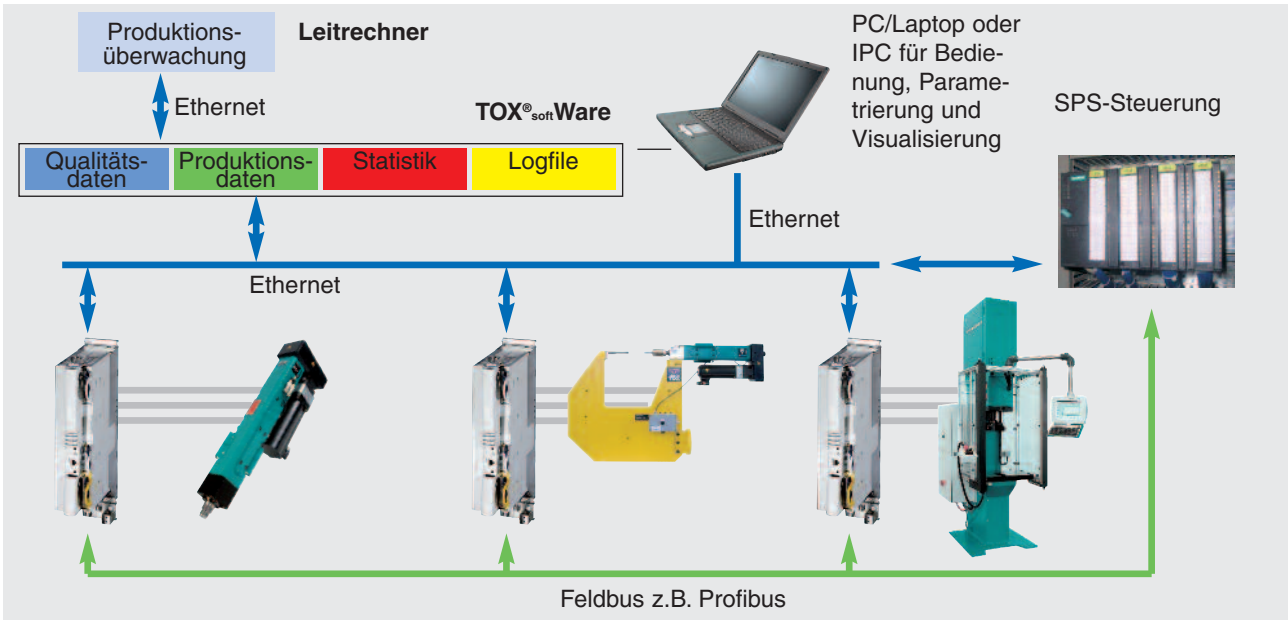 Produktions-
überwachung
Leitrechner
Ethernet
TOX®softWare
Qualitäts-
daten
Produktions-
daten
Statistik
Logfile
PC/Laptop oder
IPC für Bedie-
nung, Parame-
trierung und
Visualisierung
SPS-Steuerung
Ethernet
Ethernet
Feldbus z.B. Profibus